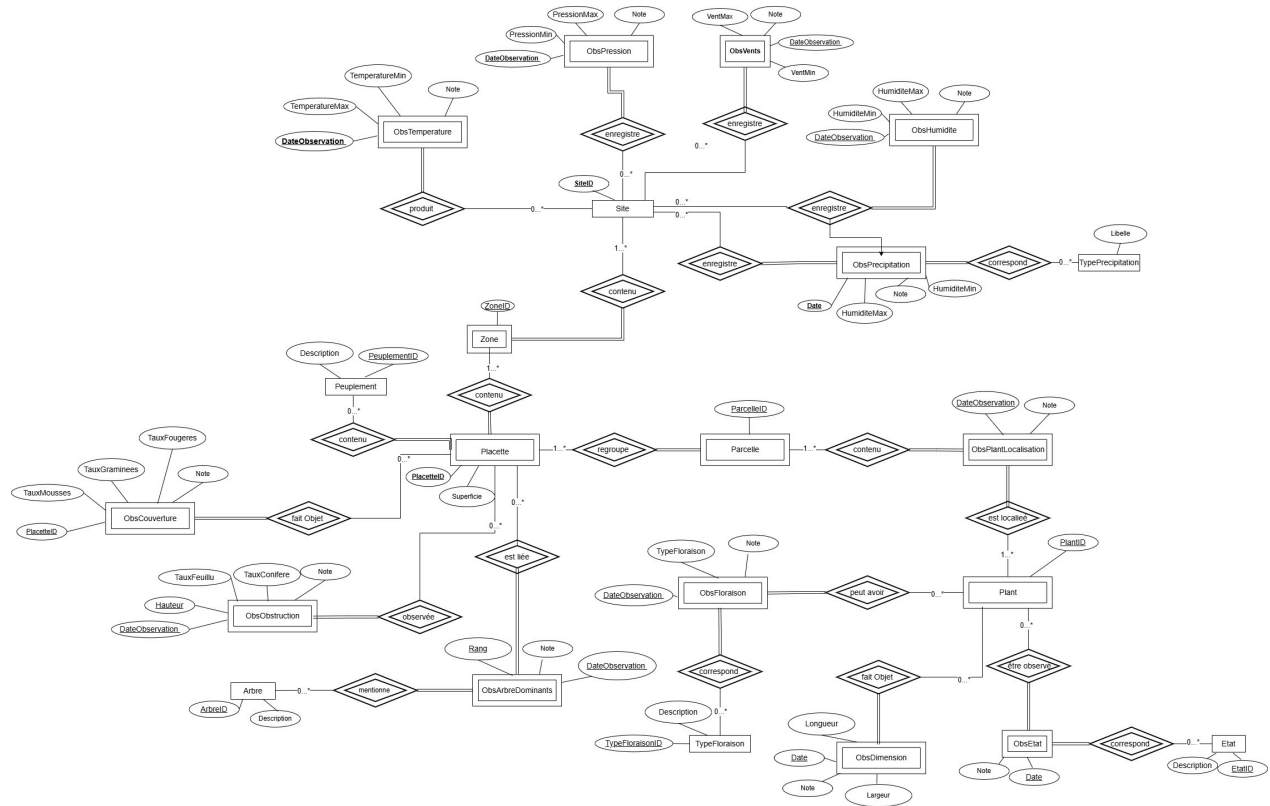 PressionMax
Note
PressionMin
DateObservation
ObsPression
VentMax
Note
DateObservation
ObsVents
VentMin
TemperatureMin
Note
TemperatureMax
ObsTemperature
DateObservation
HumiditeMax
Note
HumiditeMin
ObsHumidite
DateObservation
enregistre
enregistre
0...*
0...*
SiteID
produit
0...*
Site
0...*
0...*
enregistre
1...*
enregistre
ObsPrecipitation
correspond
0...*
TypePrecipitation
Libelle
contenu
Date
Note
HumiditeMin
HumiditeMax
ZoneID
Zone
1...*
Description
PeuplementID
Peuplement
0...*
contenu
contenu
Placette
1...*
regroupe
ParcelleID
Parcelle
1...*
contenu
DateObservation
Note
ObsPlantLocalisation
PlacetteID
Superficie
0...*
0...*
0...*
TauxFougeres
TauxGraminees
Note
TauxMousses
PlacetteID
ObsCouverture
fait Objet
est localieé
1...*
PlantID
Plant
est liée
TauxFeuillu
TauxConifere
Note
Hauteur
DateObservation
ObsObstruction
observée
TypeFloraison
Note
DateObservation
ObsFloraison
peut avoir
0...*
0...*
être observé
Rang
Note
DateObservation
ObsArbreDominants
mentionne
0...*
Arbre
ArbreID
Description
correspond
0...*
Description
TypeFloraisonID
TypeFloraison
fait Objet
0...*
Longueur
Date
ObsDimension
Note
Largeur
ObsEtat
Note
Date
correspond
0...*
Etat
Description
EtatID